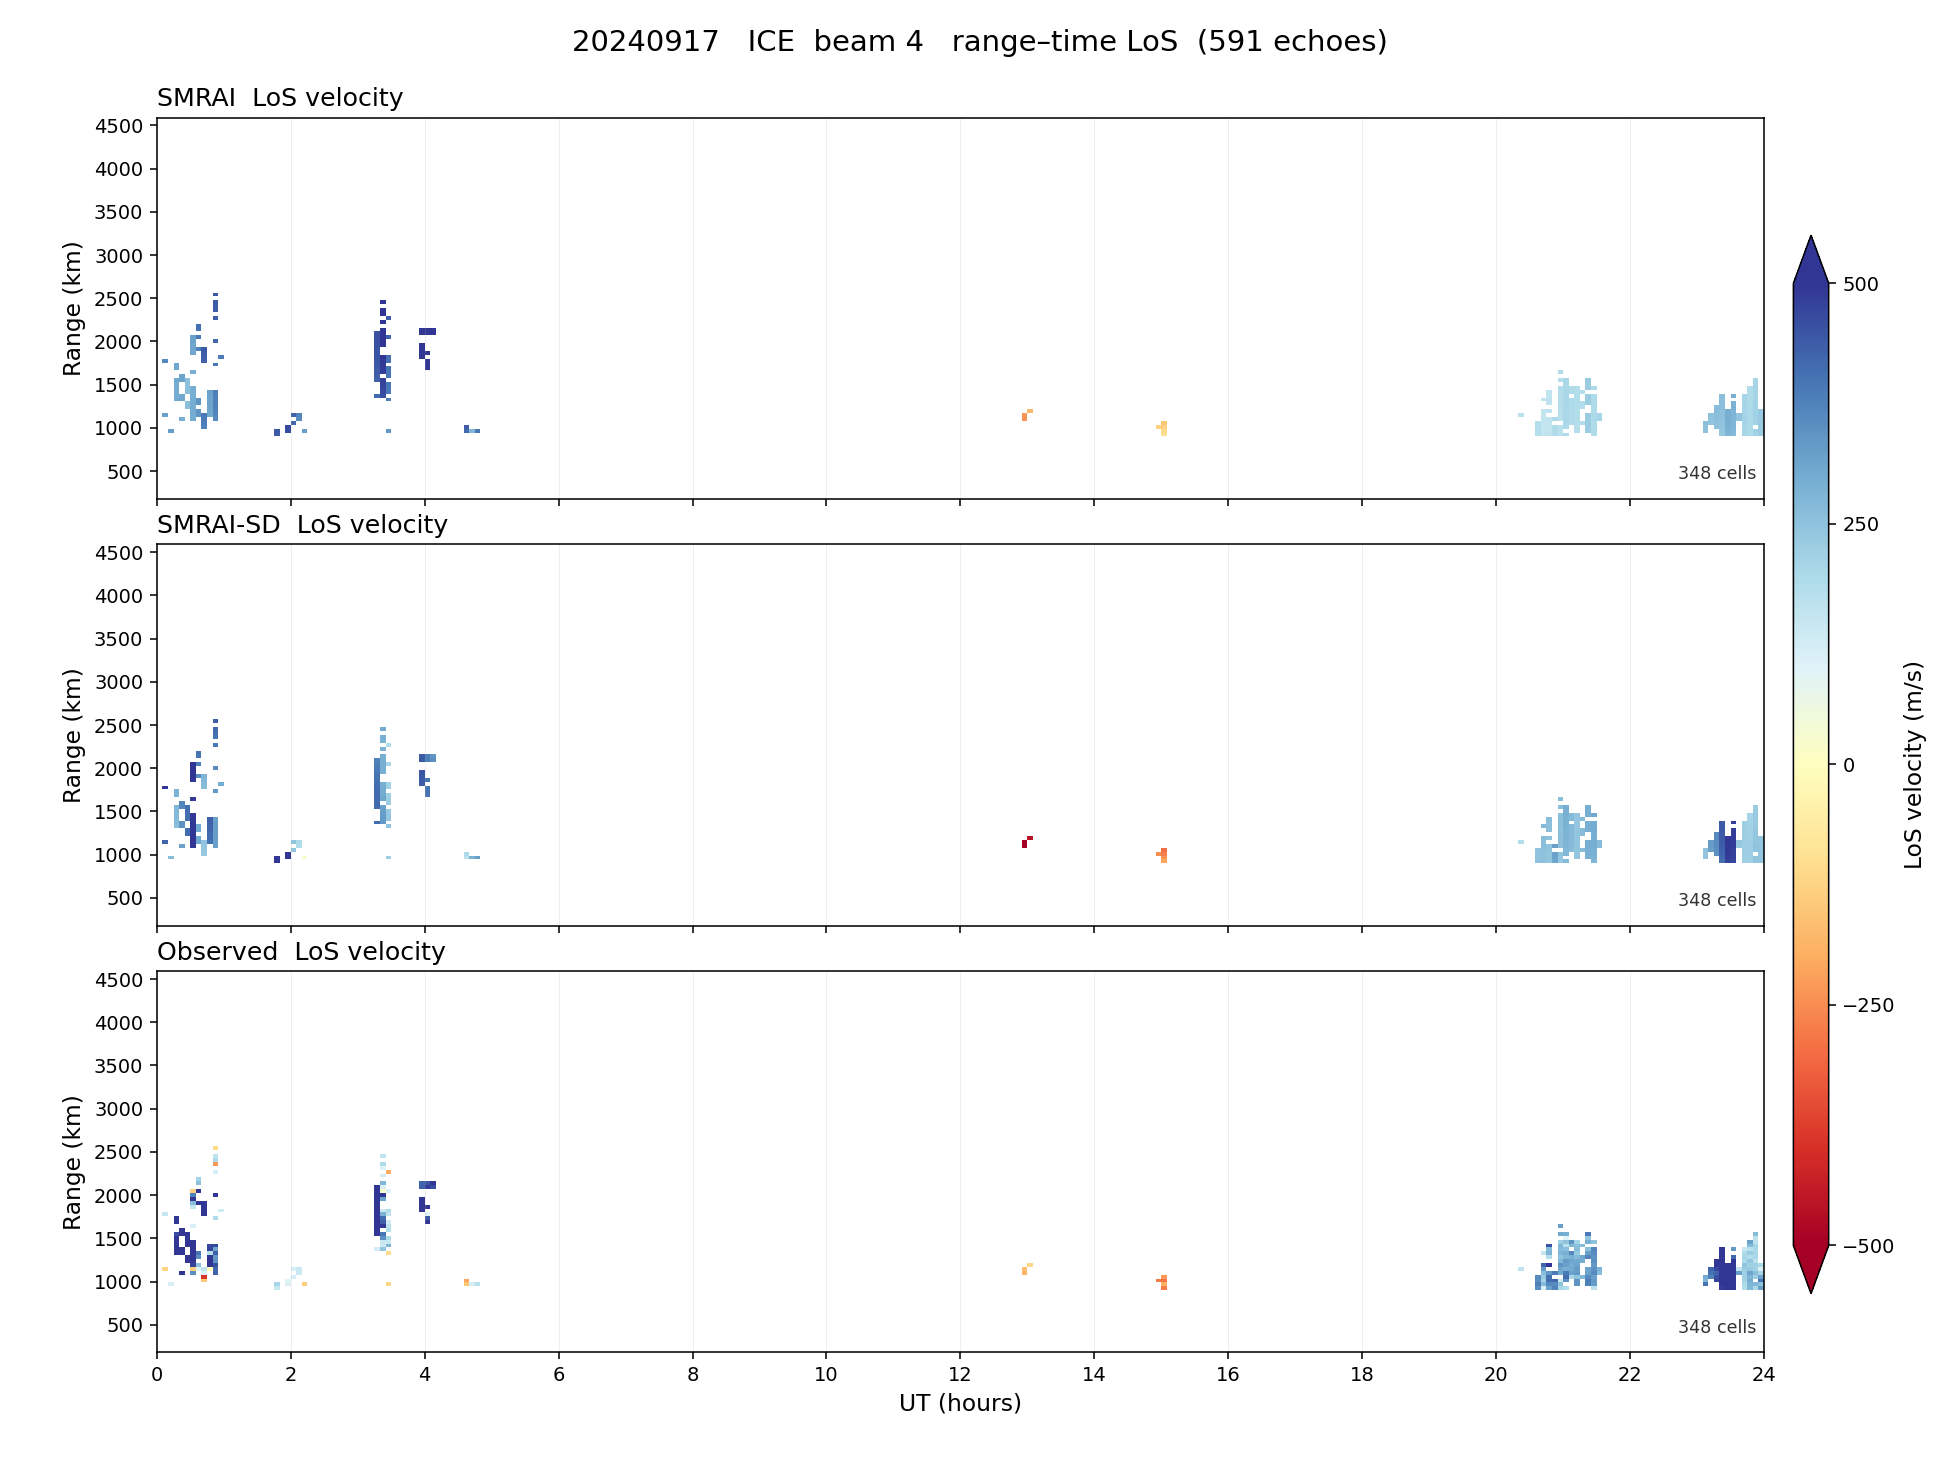 20240917   ICE  beam 4   range–time LoS  (591 echoes)
SMRAI  LoS velocity
4500
4000
3500
3000
2500
2000
1500
1000
500
Range (km)
348 cells
SMRAI-SD  LoS velocity
4500
4000
3500
3000
2500
2000
1500
1000
500
Range (km)
348 cells
Observed  LoS velocity
4500
4000
3500
3000
2500
2000
1500
1000
500
Range (km)
348 cells
0 2 4 6 8 10 12 14 16 18 20 22 24
UT (hours)
500
250
0
−250
−500
LoS velocity (m/s)